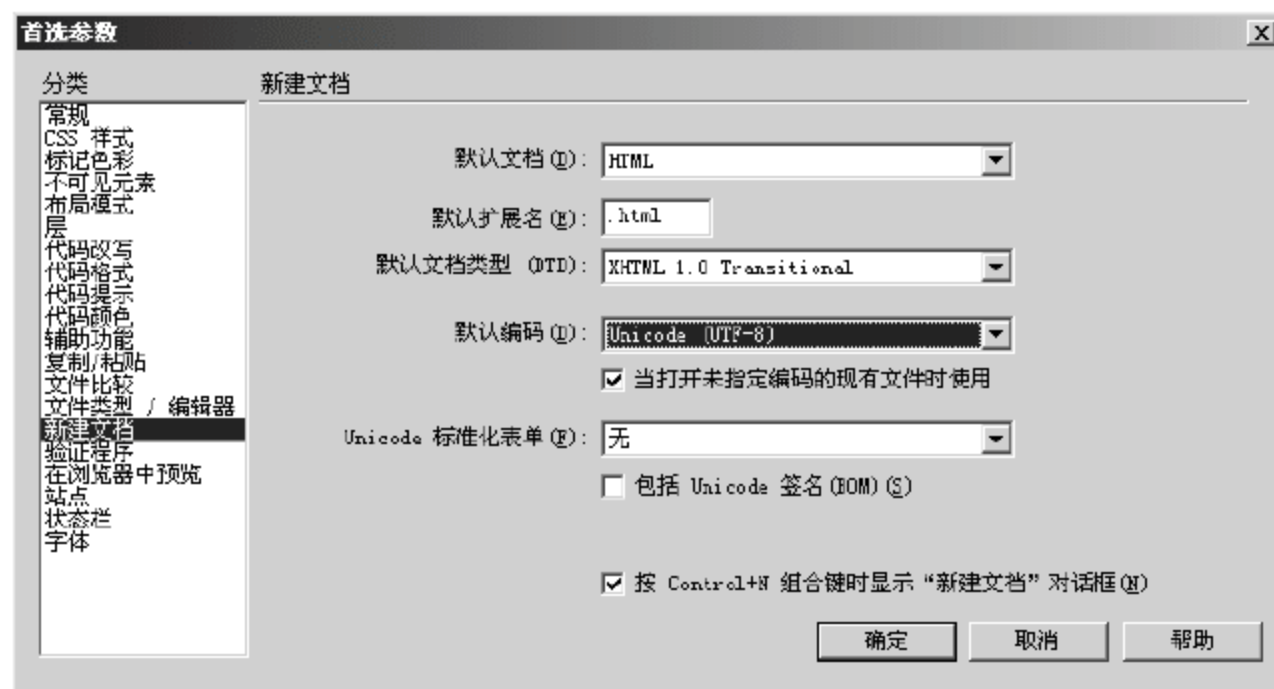 首选参数
分类
常规
CSS 样式
标记色彩
不可见元素
布局模式
层
代码改写
代码格式
代码提示
代码颜色
辅助功能
复制/粘贴
文件比较
文件类型 / 编辑器
新建文档
验证程序
在浏览器中预览
站点
状态栏
字体
新建文档
默认文档(I): HTML
默认扩展名(E): .html
默认文档类型 (DTD): XHTML 1.0 Transitional
默认编码(D): Unicode (UTF-8)
当打开未指定编码的现有文件时使用
Unicode 标准化表单(F): 无
包括 Unicode 签名(BOM)(S)
按 Control+N 组合键时显示“新建文档”对话框(N)
确定 取消 帮助